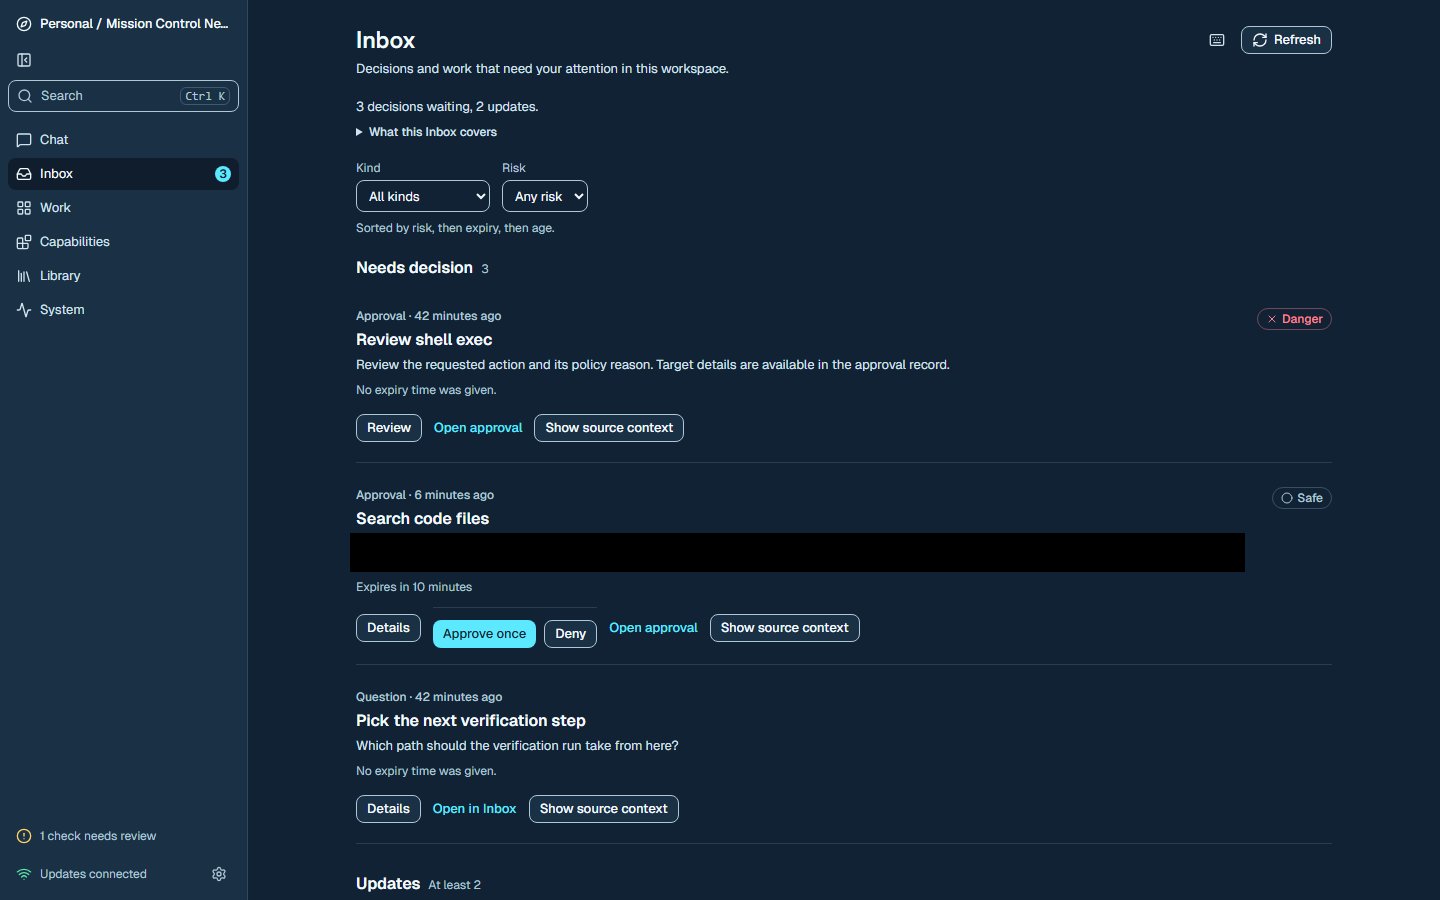 Personal / Mission Control Ne...
Search
Ctrl K
Chat
Inbox
3
Work
Capabilities
Library
System
1 check needs review
Updates connected
Inbox
Refresh
Decisions and work that need your attention in this workspace.
3 decisions waiting, 2 updates.
What this Inbox covers
Kind
Risk
All kinds
Any risk
Sorted by risk, then expiry, then age.
Needs decision 3
Approval · 42 minutes ago
Danger
Review shell exec
Review the requested action and its policy reason. Target details are available in the approval record.
No expiry time was given.
Review
Open approval
Show source context
Approval · 6 minutes ago
Safe
Search code files
Expires in 10 minutes
Details
Approve once
Deny
Open approval
Show source context
Question · 42 minutes ago
Pick the next verification step
Which path should the verification run take from here?
No expiry time was given.
Details
Open in Inbox
Show source context
Updates At least 2